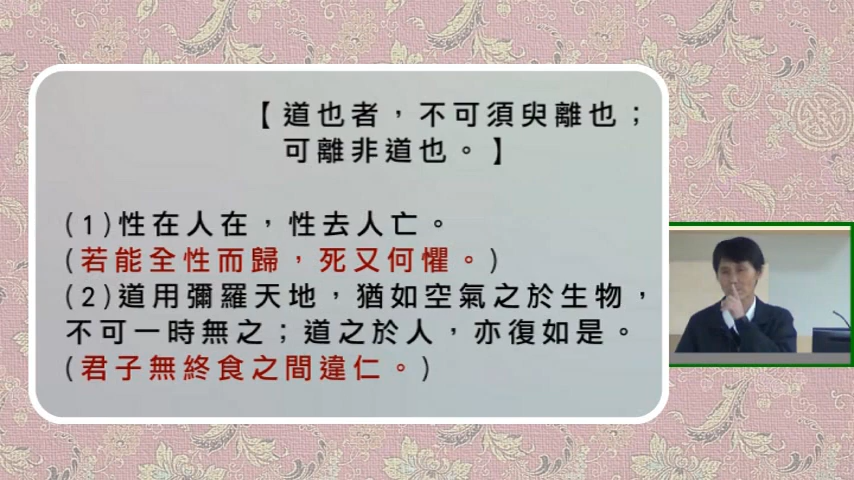 【道也者，不可須臾離也；
可離非道也。】
(1)性在人在，性去人亡。
(若能全性而歸，死又何懼。)
(2)道用彌羅天地，猶如空氣之於生物，
不可一時無之；道之於人，亦復如是。
(君子無終食之間違仁。)